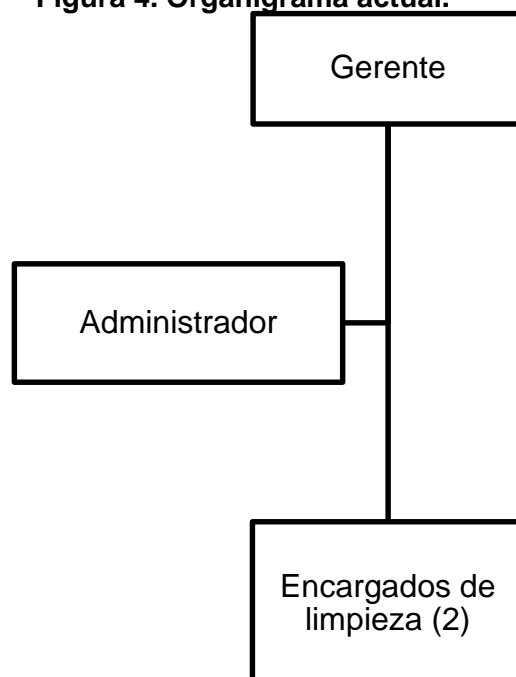 Figura 4. Organigrama actual.
Gerente
Administrador
Encargados de
limpieza (2)